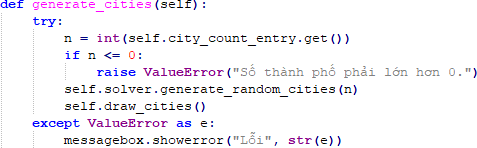 def generate_cities(self):
    try:
        n = int(self.city_count_entry.get())
        if n <= 0:
            raise ValueError("Số thành phố phải lớn hơn 0.")
        self.solver.generate_random_cities(n)
        self.draw_cities()
    except ValueError as e:
        messagebox.showerror("Lỗi", str(e))